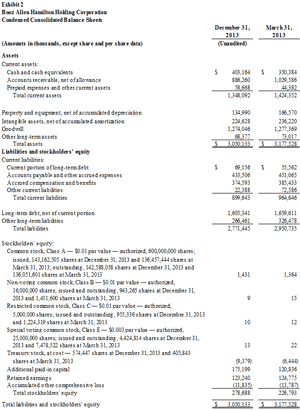 Exhibit 2
Booz Allen Hamilton Holding Corporation
Condensed Consolidated Balance Sheets
December 31, 2013 March 31, 2013
(Amounts in thousands, except share and per share data) (Unaudited)
Assets
Current assets:
Cash and cash equivalents $ 403,164 $ 350,384
Accounts receivable, net of allowance 886,260 1,029,586
Prepaid expenses and other current assets 58,668 44,382
Total current assets 1,348,092 1,424,352
Property and equipment, net of accumulated depreciation 134,990 166,570
Intangible assets, net of accumulated amortization 224,628 236,220
Goodwill 1,274,046 1,277,369
Other long-term assets 68,377 73,017
Total assets $ 3,050,133 $ 3,177,528
Liabilities and stockholders' equity
Current liabilities:
Current portion of long-term debt $ 69,156 $ 55,562
Accounts payable and other accrued expenses 433,506 451,065
Accrued compensation and benefits 374,593 385,433
Other current liabilities 22,388 72,586
Total current liabilities 899,643 964,646
Long-term debt, net of current portion 1,605,341 1,659,611
Other long-term liabilities 266,461 326,478
Total liabilities 2,771,445 2,950,735
Stockholders' equity:
Common stock, Class A — $0.01 par value — authorized, 600,000,000 shares;
issued, 143,162,505 shares at December 31, 2013 and 136,457,444 shares at
March 31, 2013; outstanding, 142,588,058 shares at December 31, 2013 and
136,051,601 shares at March 31, 2013 1,431 1,364
Non-voting common stock, Class B — $0.01 par value — authorized,
16,000,000 shares; issued and outstanding, 943,265 shares at December 31,
2013 and 1,451,600 shares at March 31, 2013 9 15
Restricted common stock, Class C — $0.01 par value — authorized,
5,000,000 shares; issued and outstanding, 955,336 shares at December 31, 2013
and 1,224,319 shares at March 31, 2013 10 12
Special voting common stock, Class E — $0.003 par value — authorized,
25,000,000 shares; issued and outstanding, 4,424,814 shares at December 31,
2013 and 7,478,522 shares at March 31, 2013 13 22
Treasury stock, at cost — 574,447 shares at December 31, 2013 and 405,843
shares at March 31, 2013 (9,379) (6,444)
Additional paid-in capital 175,199 120,836
Retained earnings 123,240 124,775
Accumulated other comprehensive loss (11,835) (13,787)
Total stockholders' equity 278,688 226,793
Total liabilities and stockholders' equity $ 3,050,133 $ 3,177,528